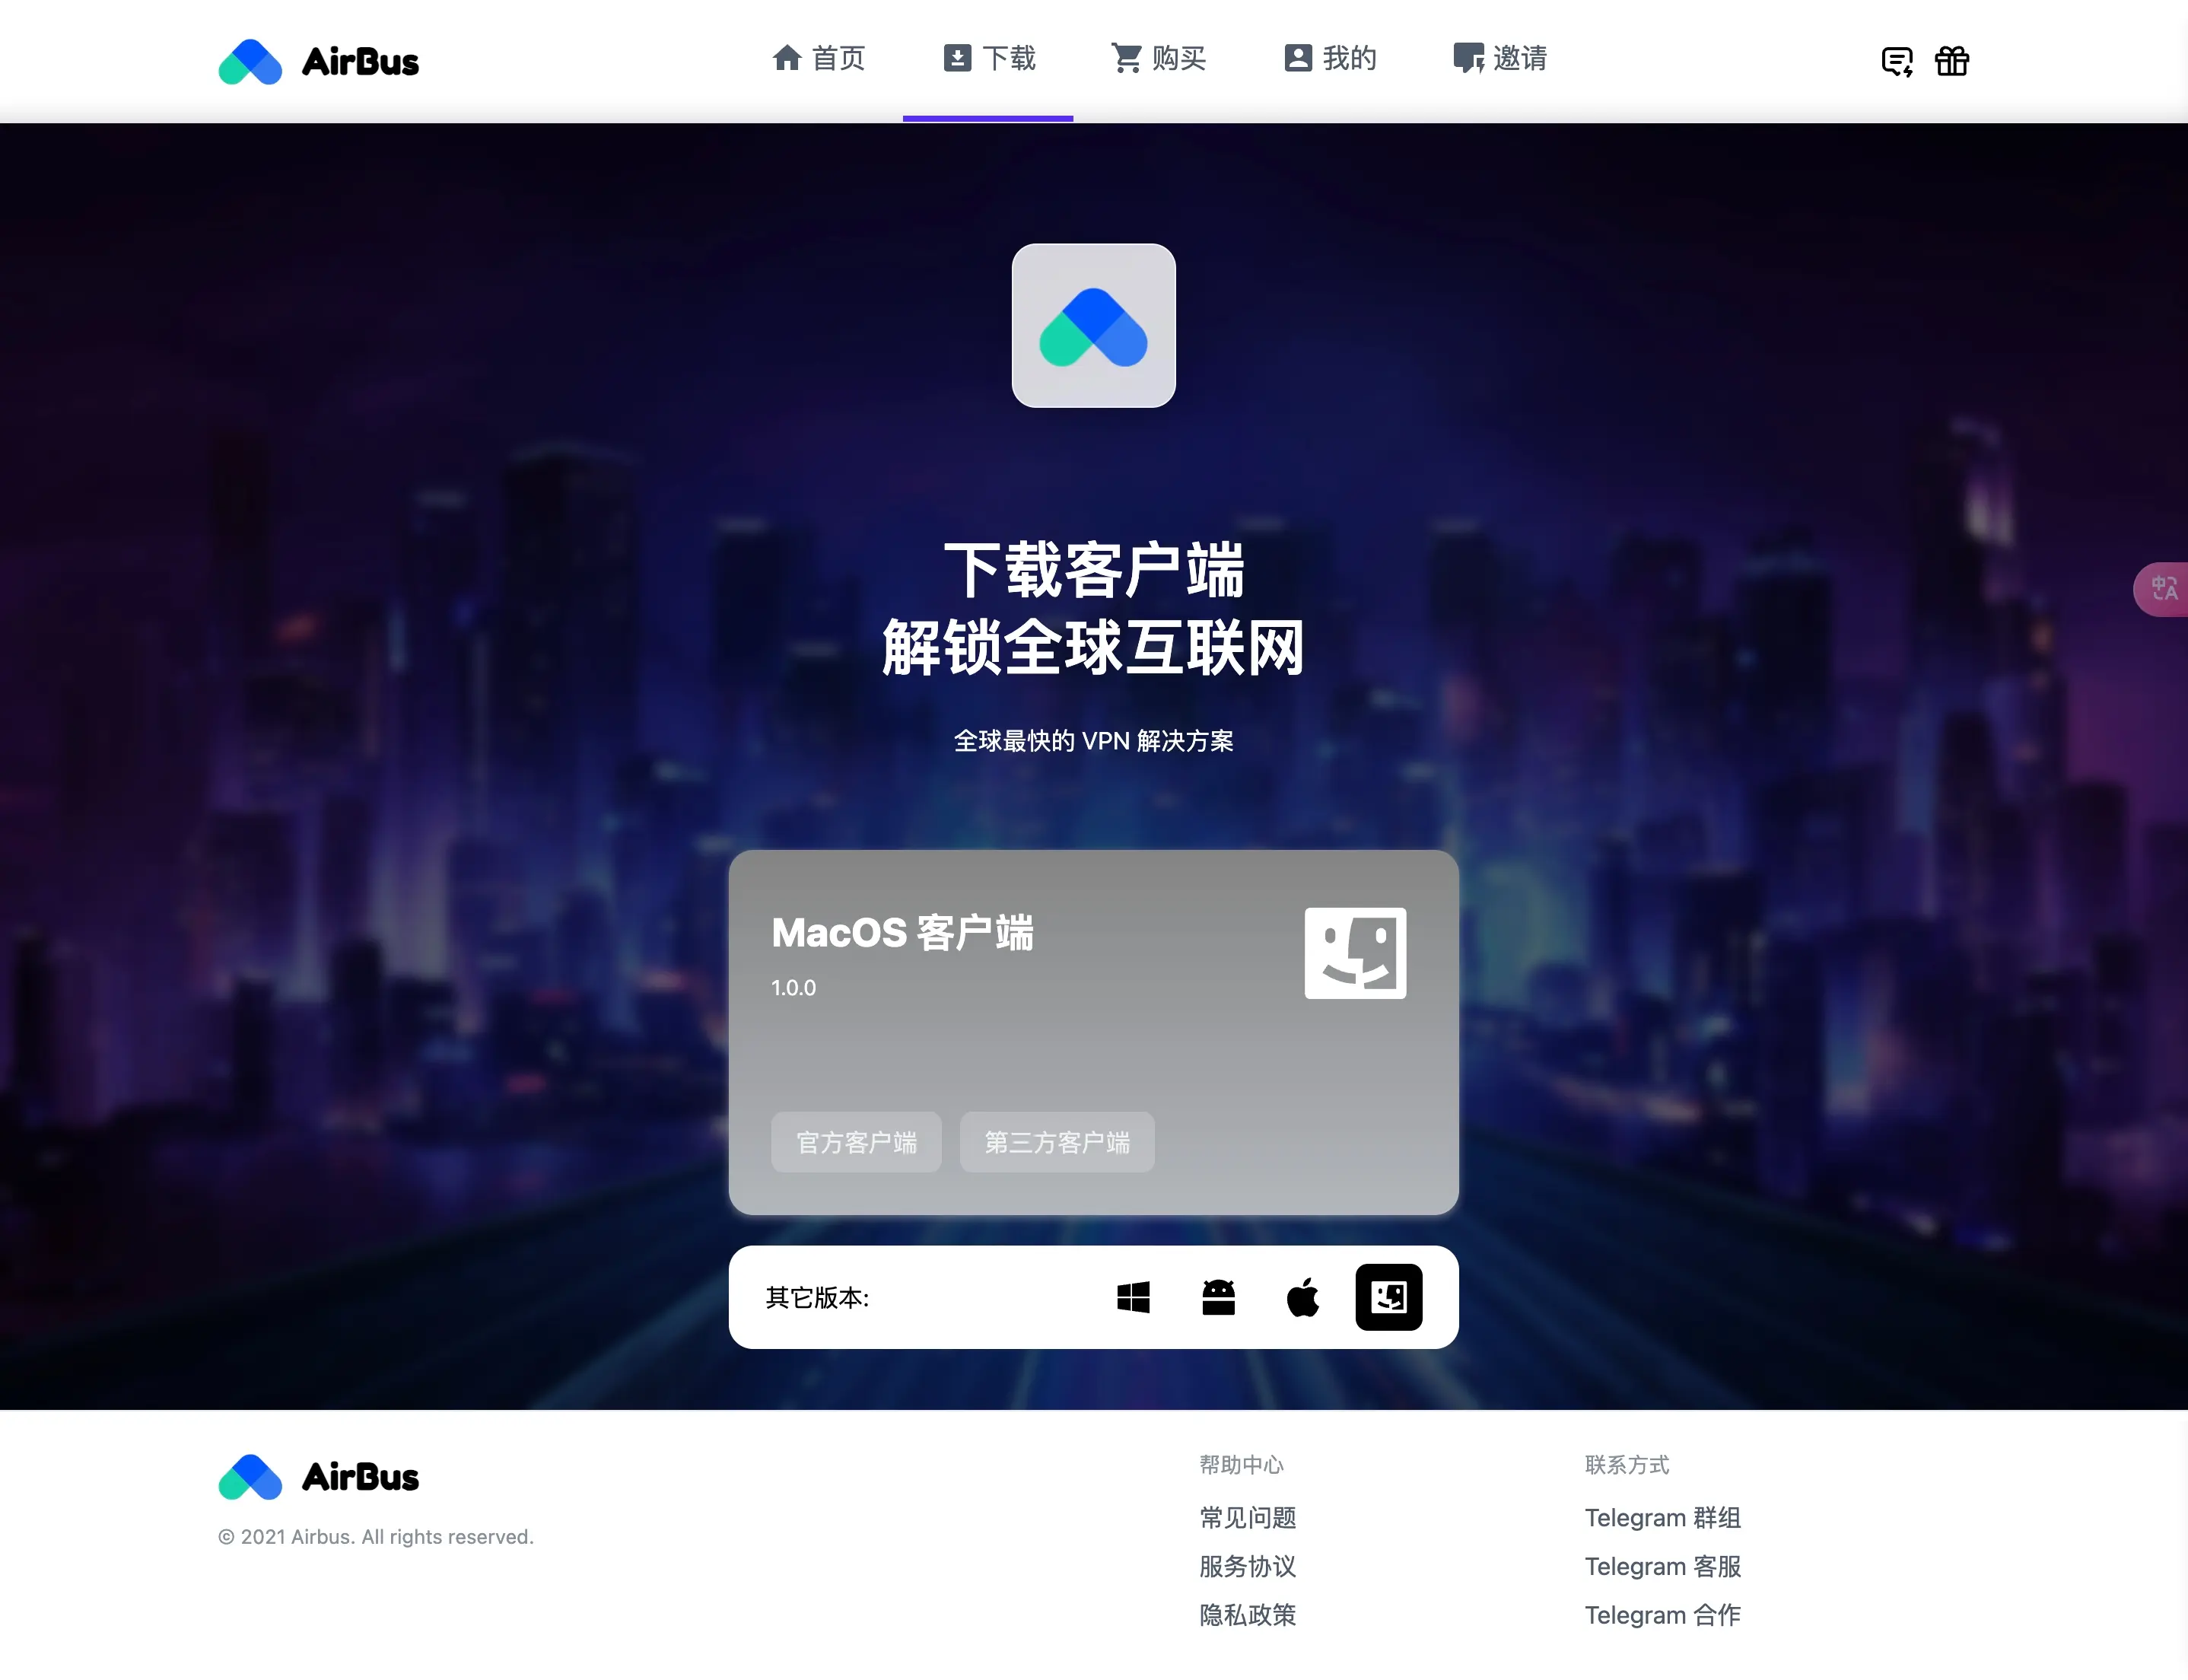 AirBus
首页
下载
购买
我的
邀请
下载客户端
解锁全球互联网
全球最快的 VPN 解决方案
MacOS 客户端
1.0.0
官方客户端
第三方客户端
其它版本:
AirBus
© 2021 Airbus. All rights reserved.
帮助中心
常见问题
服务协议
隐私政策
联系方式
Telegram 群组
Telegram 客服
Telegram 合作
中A